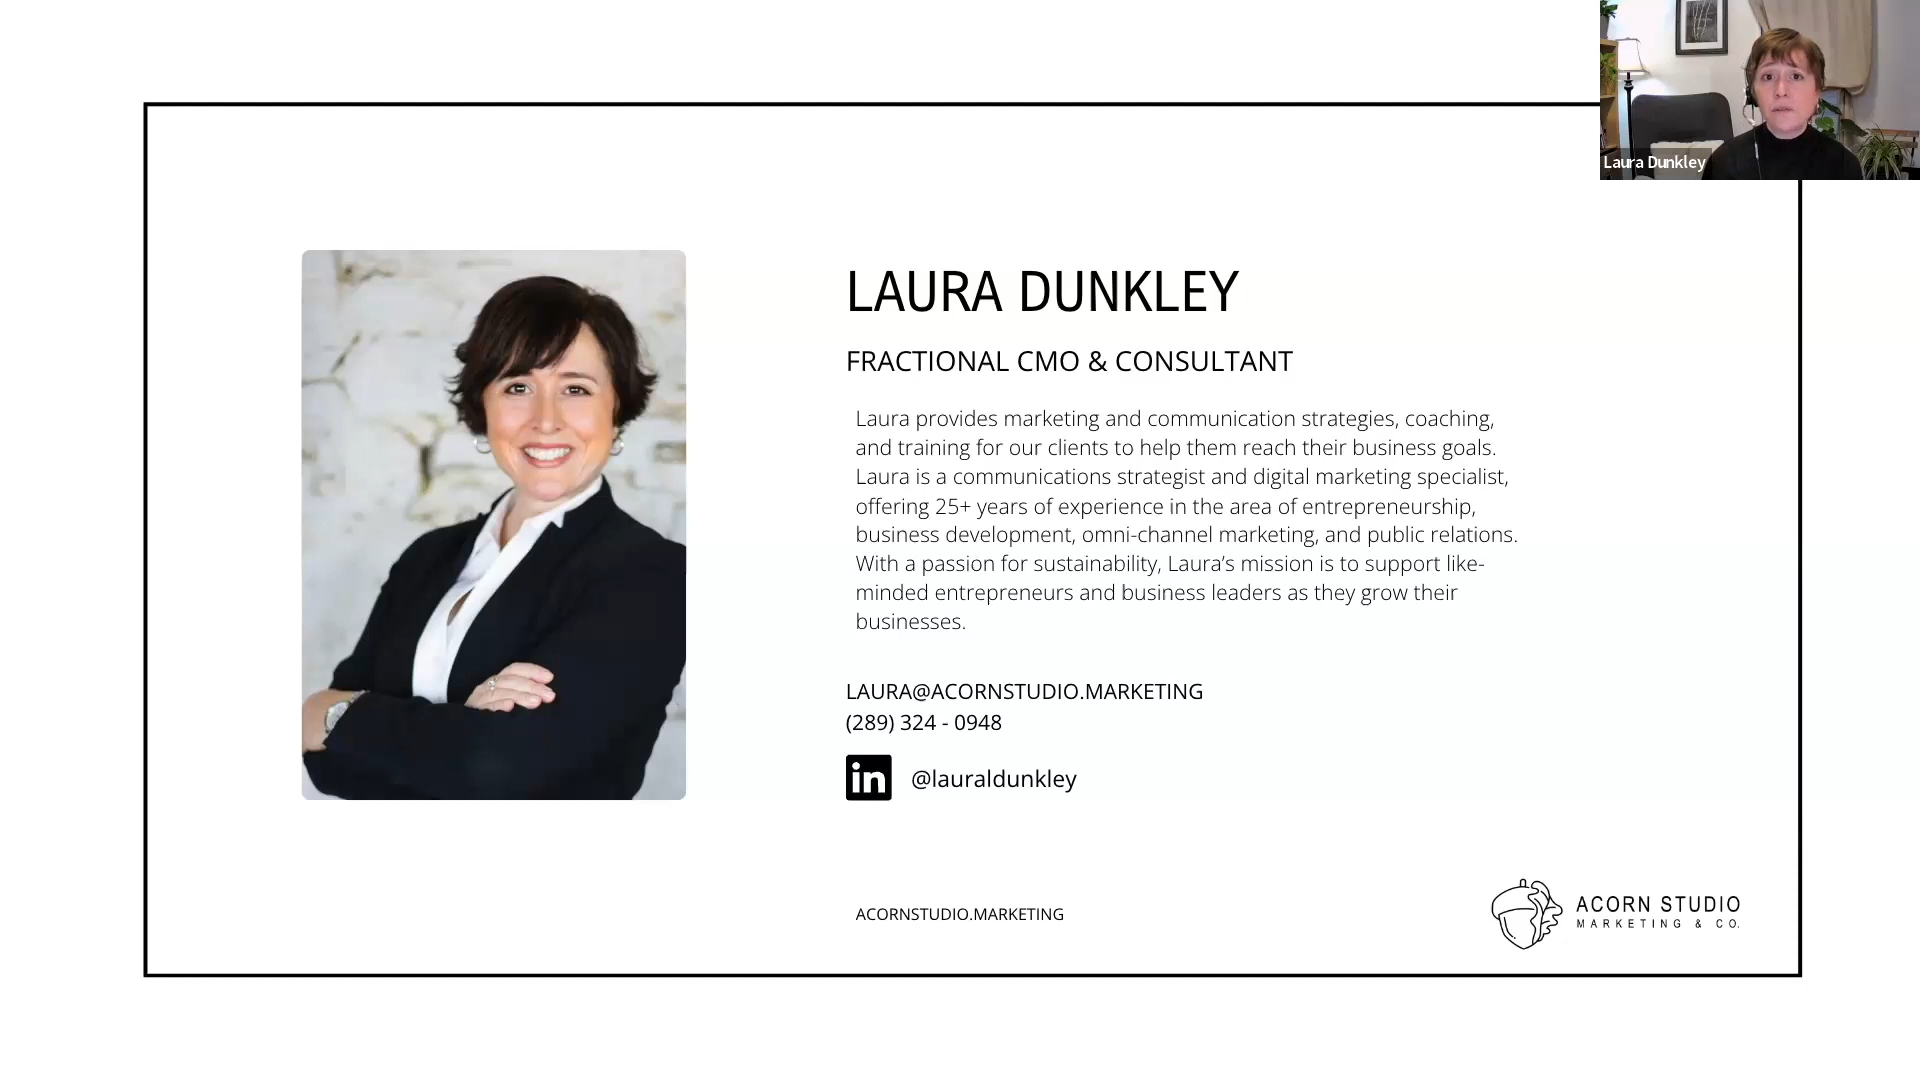 Laura Dunkley
LAURA DUNKLEY
FRACTIONAL CMO & CONSULTANT
Laura provides marketing and communication strategies, coaching,
and training for our clients to help them reach their business goals.
Laura is a communications strategist and digital marketing specialist,
offering 25+ years of experience in the area of entrepreneurship,
business development, omni-channel marketing, and public relations.
With a passion for sustainability, Laura’s mission is to support like-
minded entrepreneurs and business leaders as they grow their
businesses.
LAURA@ACORNSTUDIO.MARKETING
(289) 324 - 0948
in @lauraldunkley
ACORNSTUDIO.MARKETING
ACORN STUDIO
MARKETING & CO.